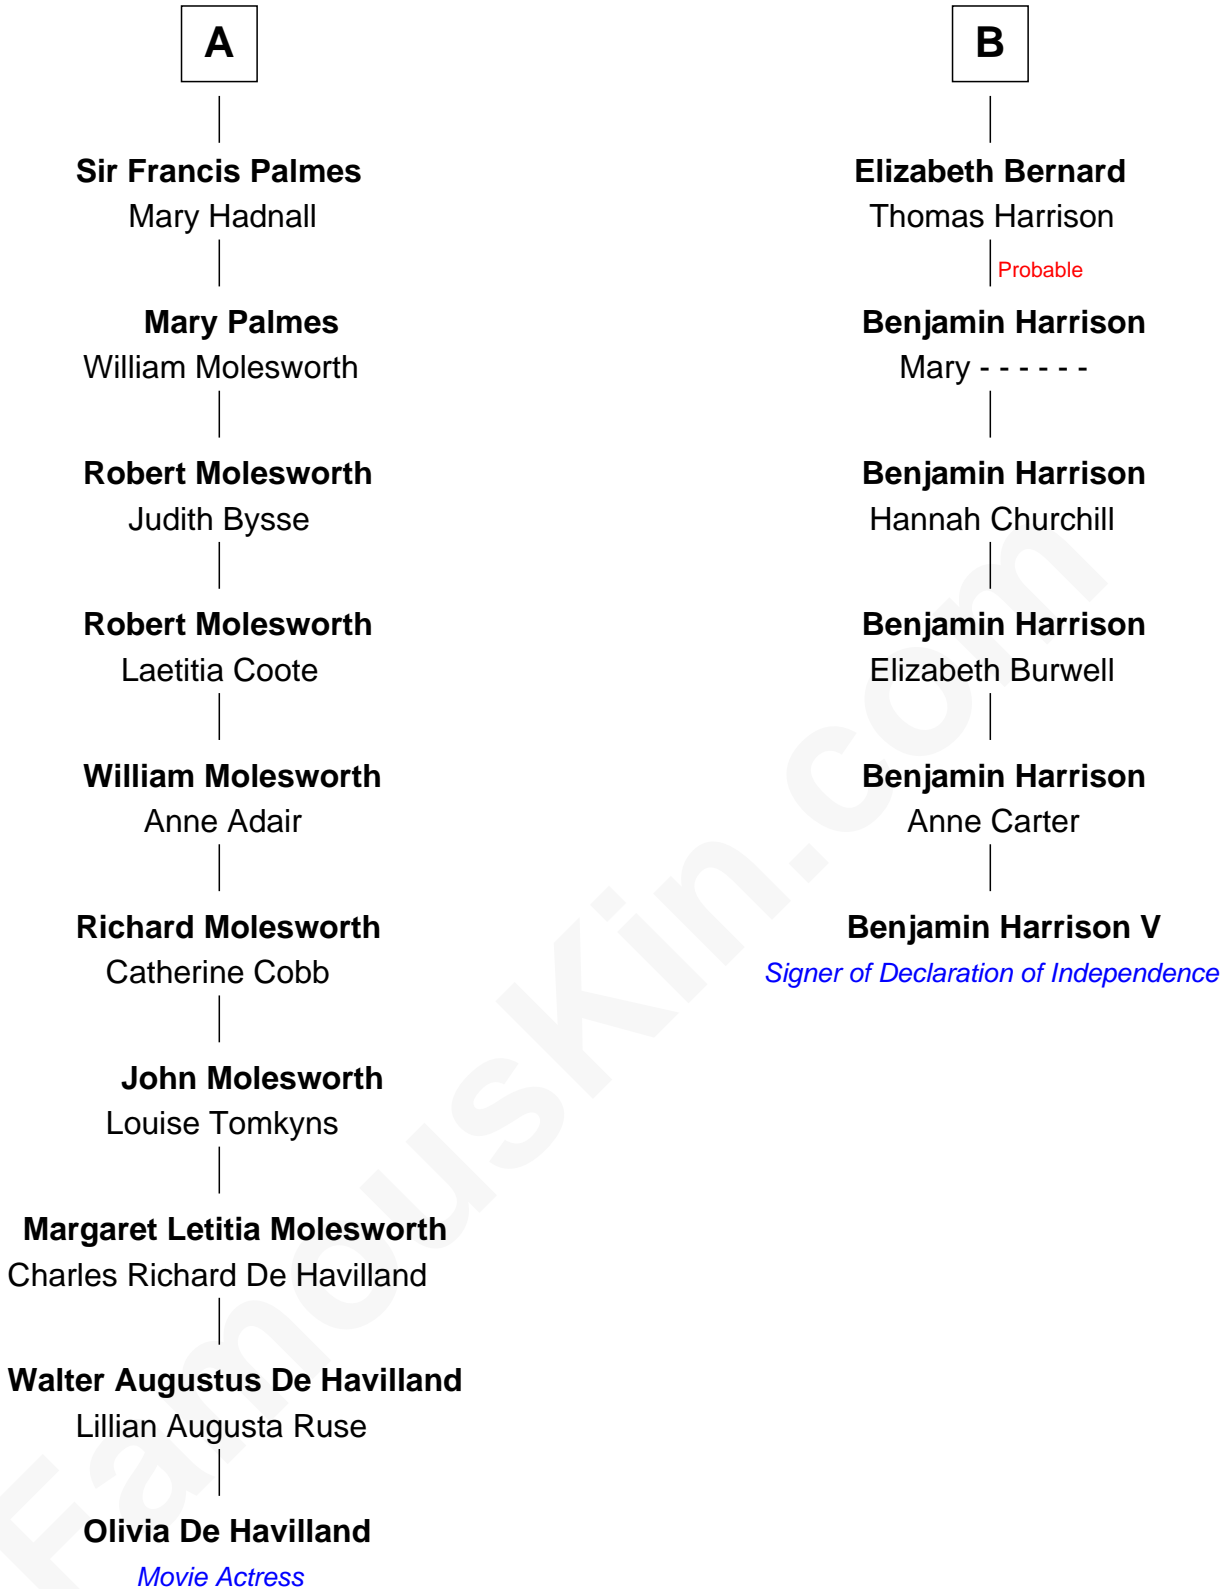 A
Sir Francis Palmes
Mary Hadnall
Mary Palmes
William Molesworth
Robert Molesworth
Judith Bysse
Robert Molesworth
Laetitia Coote
William Molesworth
Anne Adair
Richard Molesworth
Catherine Cobb
John Molesworth
Louise Tomkyns
Margaret Letitia Molesworth
Charles Richard De Havilland
Walter Augustus De Havilland
Lillian Augusta Ruse
Olivia De Havilland
Movie Actress
B
Elizabeth Bernard
Thomas Harrison
Probable
Benjamin Harrison
Mary - - - - - -
Benjamin Harrison
Hannah Churchill
Benjamin Harrison
Elizabeth Burwell
Benjamin Harrison
Anne Carter
Benjamin Harrison V
Signer of Declaration of Independence
FamousKin.com